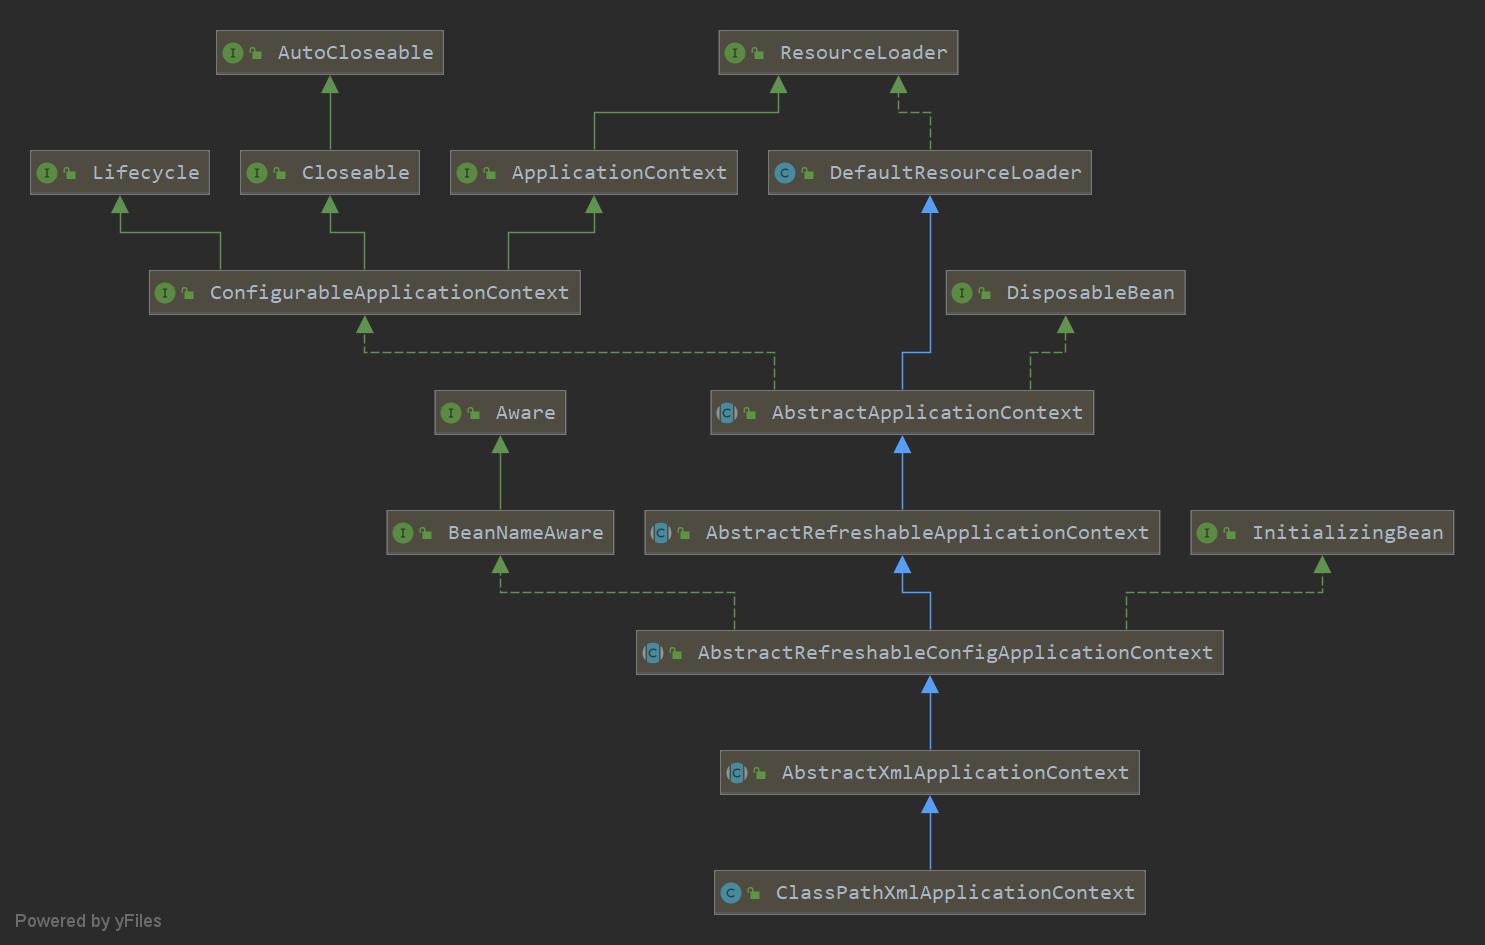 AutoCloseable
ResourceLoader
Lifecycle
Closeable
ApplicationContext
DefaultResourceLoader
ConfigurableApplicationContext
DisposableBean
Aware
AbstractApplicationContext
BeanNameAware
AbstractRefreshableApplicationContext
InitializingBean
AbstractRefreshableConfigApplicationContext
AbstractXmlApplicationContext
ClassPathXmlApplicationContext
Powered by yFiles